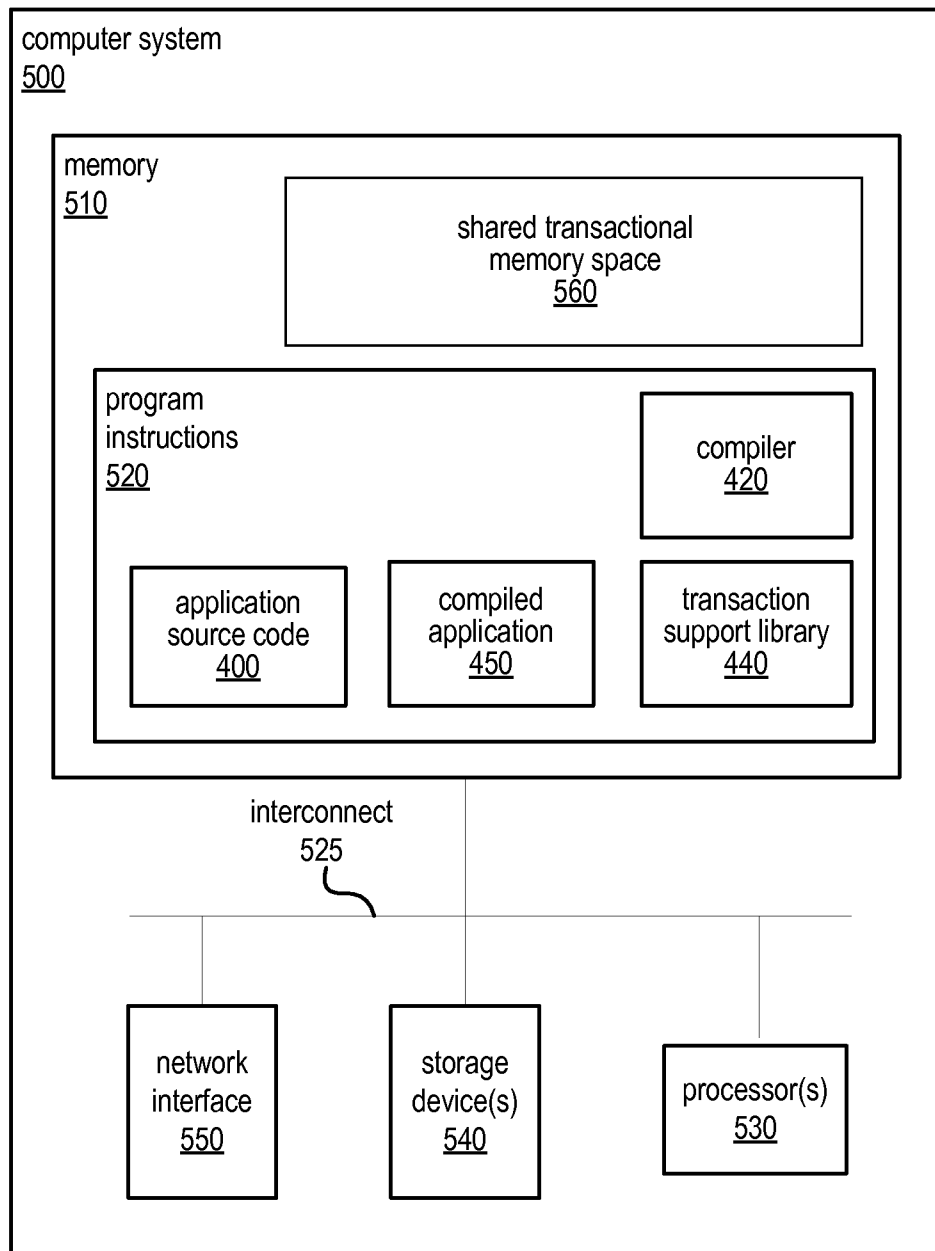 computer system
500
memory
510
shared transactional
memory space
560
program
instructions
520
compiler
420
application
source code
400
compiled
application
450
transaction
support library
440
interconnect
525
network
interface
550
storage
device(s)
540
processor(s)
530